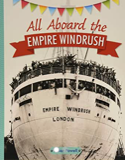 All Aboard the
EMPIRE WINDRUSH
EMPIRE WINDRUSH
LONDON